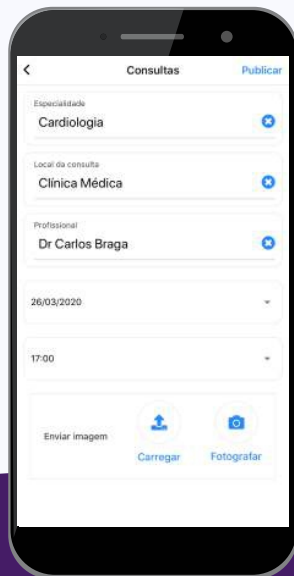 Consultas
Publicar
Especialidade
Cardiologia
Local da consulta
Clínica Médica
Profissional
Dr Carlos Braga
26/03/2020
17:00
Enviar imagem
Carregar
Fotografar